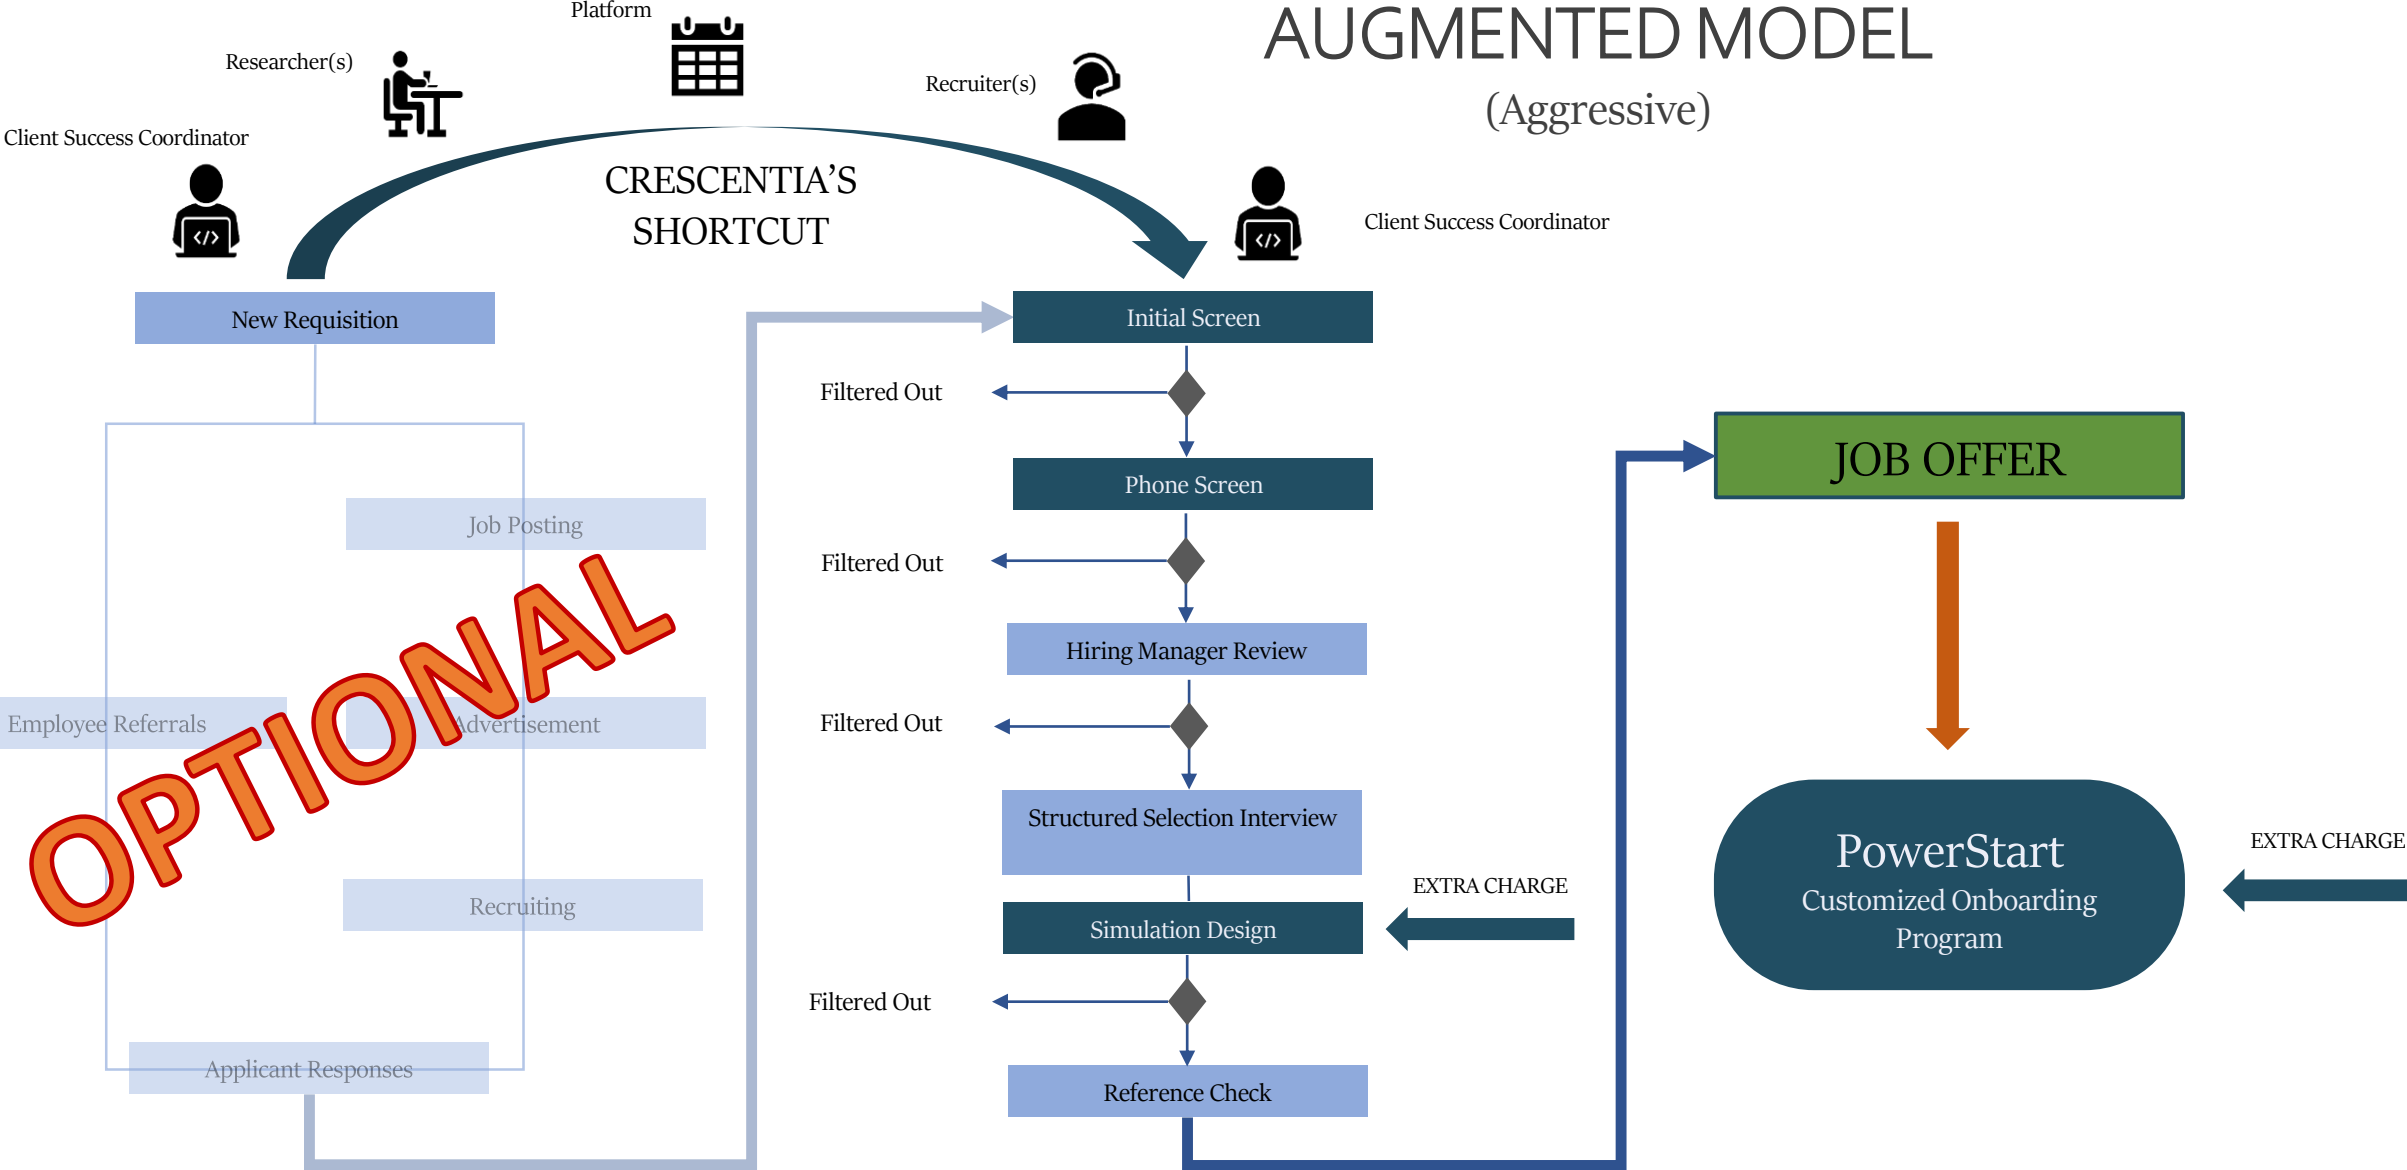 Platform
AUGMENTED MODEL
(Aggressive)
Researcher(s)
Recruiter(s)
Client Success Coordinator
CRESCENTIA’S
SHORTCUT
</>
</>
Client Success Coordinator
New Requisition
Job Posting
Employee Referrals
Advertisement
Recruiting
Applicant Responses
OPTIONAL
Initial Screen
Filtered Out
Phone Screen
Filtered Out
Hiring Manager Review
Filtered Out
Structured Selection Interview
Simulation Design
EXTRA CHARGE
Filtered Out
Reference Check
JOB OFFER
PowerStart
Customized Onboarding
Program
EXTRA CHARGE